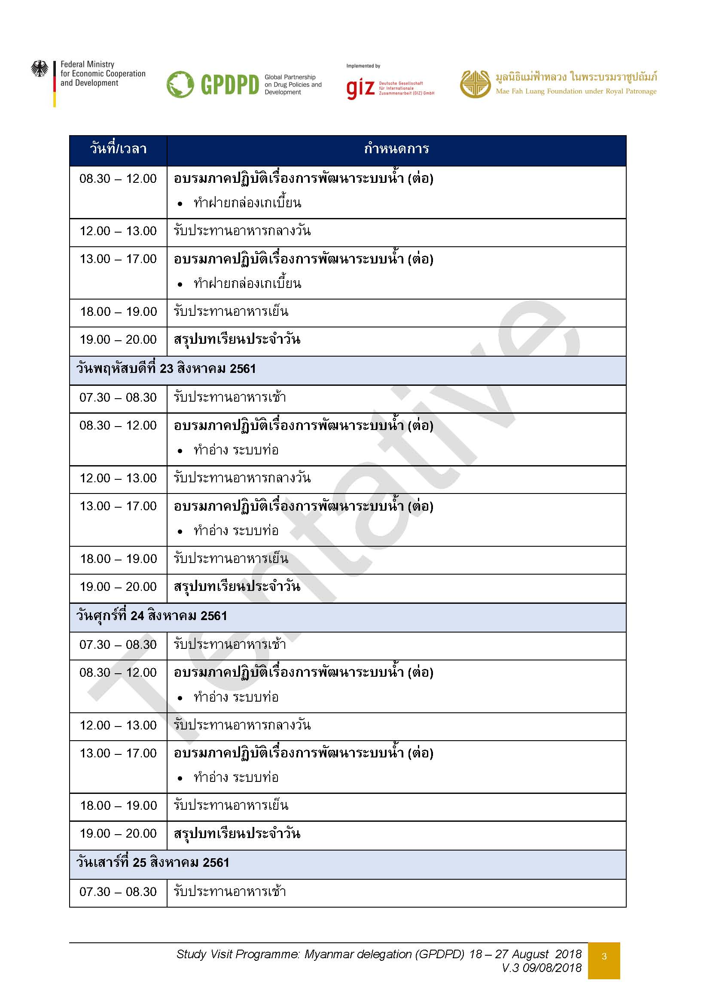 Federal Ministry
for Economic Cooperation
and Development
GPDPD
Global Partnership
on Drug Policies and
Development
Implemented by
giz
Deutsche Gesellschaft
für Internationale
Zusammenarbeit (GIZ) GmbH
มูลนิธิแม่ฟ้าหลวง ในพระบรมราชูปถัมภ์
Mae Fah Luang Foundation under Royal Patronage
วันที่/เวลา กำหนดการ
08.30 – 12.00 อบรมภาคปฏิบัติเรื่องการพัฒนาระบบน้ำ (ต่อ)
• ทำฝายกล่องเกเบี้ยน
12.00 – 13.00 รับประทานอาหารกลางวัน
13.00 – 17.00 อบรมภาคปฏิบัติเรื่องการพัฒนาระบบน้ำ (ต่อ)
• ทำฝายกล่องเกเบี้ยน
18.00 – 19.00 รับประทานอาหารเย็น
19.00 – 20.00 สรุปบทเรียนประจำวัน
วันพฤหัสบดีที่ 23 สิงหาคม 2561
07.30 – 08.30 รับประทานอาหารเช้า
08.30 – 12.00 อบรมภาคปฏิบัติเรื่องการพัฒนาระบบน้ำ (ต่อ)
• ทำอ่าง ระบบท่อ
12.00 – 13.00 รับประทานอาหารกลางวัน
13.00 – 17.00 อบรมภาคปฏิบัติเรื่องการพัฒนาระบบน้ำ (ต่อ)
• ทำอ่าง ระบบท่อ
18.00 – 19.00 รับประทานอาหารเย็น
19.00 – 20.00 สรุปบทเรียนประจำวัน
วันศุกร์ที่ 24 สิงหาคม 2561
07.30 – 08.30 รับประทานอาหารเช้า
08.30 – 12.00 อบรมภาคปฏิบัติเรื่องการพัฒนาระบบน้ำ (ต่อ)
• ทำอ่าง ระบบท่อ
12.00 – 13.00 รับประทานอาหารกลางวัน
13.00 – 17.00 อบรมภาคปฏิบัติเรื่องการพัฒนาระบบน้ำ (ต่อ)
• ทำอ่าง ระบบท่อ
18.00 – 19.00 รับประทานอาหารเย็น
19.00 – 20.00 สรุปบทเรียนประจำวัน
วันเสาร์ที่ 25 สิงหาคม 2561
07.30 – 08.30 รับประทานอาหารเช้า
Tentative
Study Visit Programme: Myanmar delegation (GPDPD) 18 – 27 August 2018
V.3 09/08/2018
3